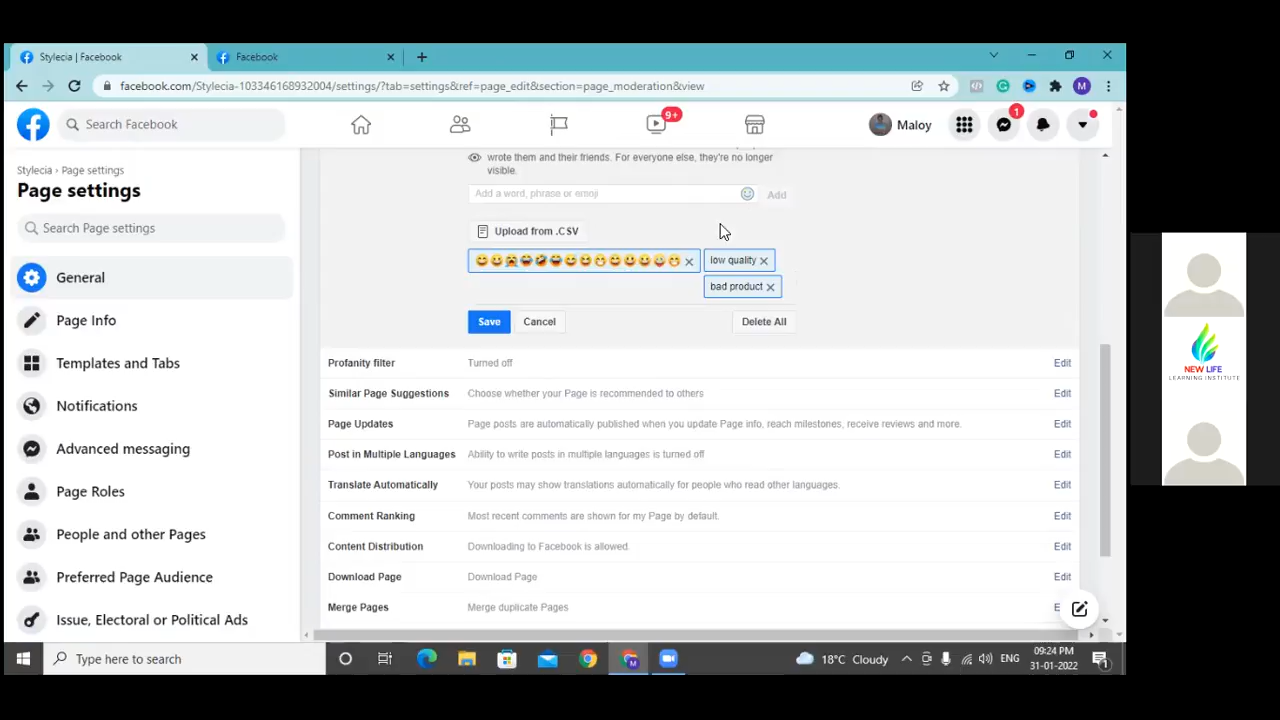 Stylecia | Facebook
Facebook
facebook.com/Stylecia-103346168932004/settings/?tab=settings&ref=page_edit&section=page_moderation&view
M
Search Facebook
9+
Maloy
1
Stylecia › Page settings
Page settings
Search Page settings
General
Page Info
Templates and Tabs
Notifications
Advanced messaging
Page Roles
People and other Pages
Preferred Page Audience
Issue, Electoral or Political Ads
wrote them and their friends. For everyone else, they're no longer
visible.
Add a word, phrase or emoji
Add
Upload from .CSV
low quality
bad product
Save
Cancel
Delete All
Profanity filter Turned off Edit
Similar Page Suggestions Choose whether your Page is recommended to others Edit
Page Updates Page posts are automatically published when you update Page info, reach milestones, receive reviews and more. Edit
Post in Multiple Languages Ability to write posts in multiple languages is turned off Edit
Translate Automatically Your posts may show translations automatically for people who read other languages. Edit
Comment Ranking Most recent comments are shown for my Page by default. Edit
Content Distribution Downloading to Facebook is allowed. Edit
Download Page Download Page Edit
Merge Pages Merge duplicate Pages
NEW LIFE
LEARNING INSTITUTE
Type here to search
18°C Cloudy
ENG
09:24 PM
31-01-2022
1